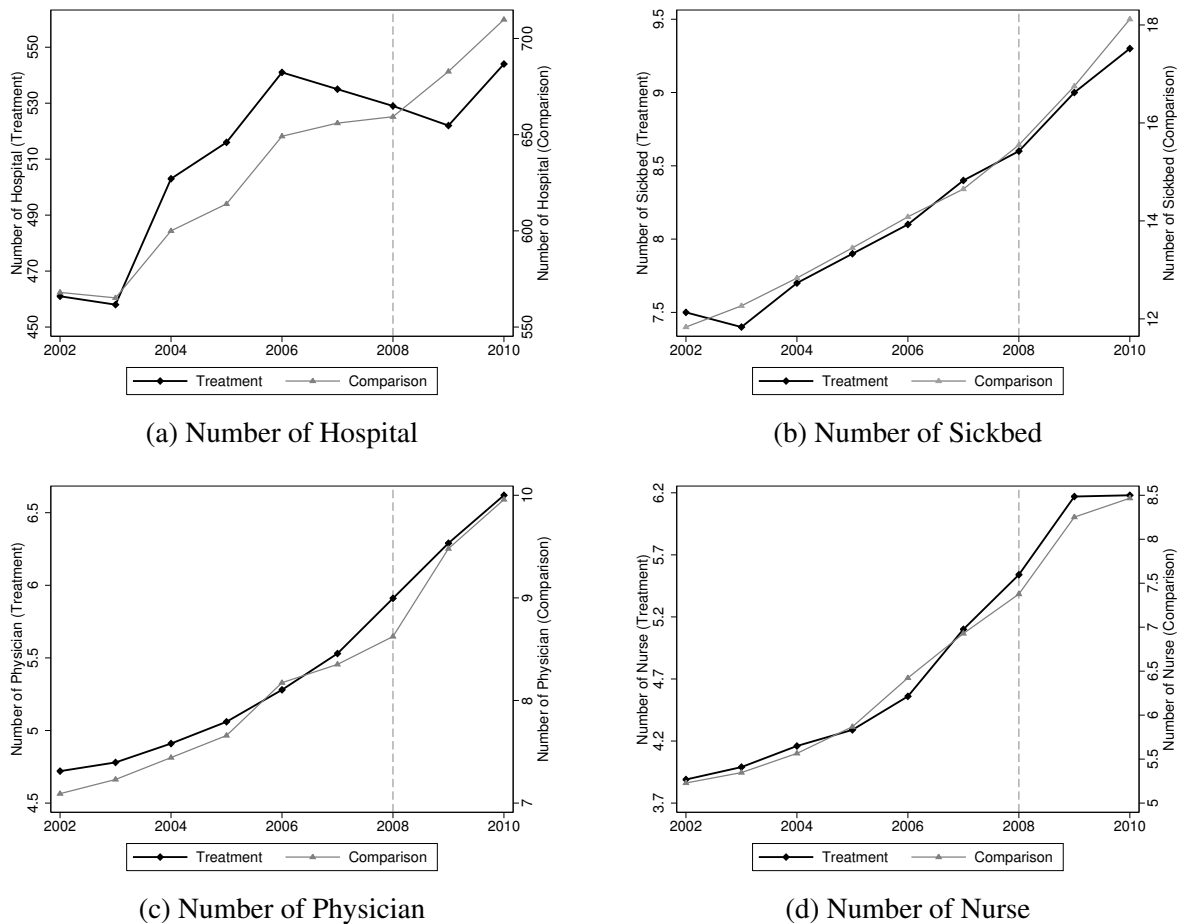 Number of Hospital (Treatment)
450 470 490 510 530 550
Number of Hospital (Comparison)
550 600 650 700
2002 2004 2006 2008 2010
Treatment Comparison
(a) Number of Hospital
Number of Sickbed (Treatment)
7.5 8 8.5 9 9.5
Number of Sickbed (Comparison)
12 14 16 18
2002 2004 2006 2008 2010
Treatment Comparison
(b) Number of Sickbed
Number of Physician (Treatment)
4.5 5 5.5 6 6.5
Number of Physician (Comparison)
7 8 9 10
2002 2004 2006 2008 2010
Treatment Comparison
(c) Number of Physician
Number of Nurse (Treatment)
3.7 4.2 4.7 5.2 5.7 6.2
Number of Nurse (Comparison)
5 5.5 6 6.5 7 7.5 8 8.5
2002 2004 2006 2008 2010
Treatment Comparison
(d) Number of Nurse